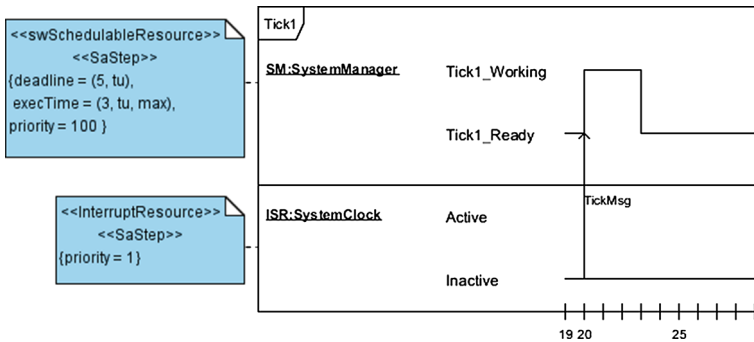 <<swSchedulableResource>>
<<SaStep>>
{deadline = (5, tu),
execTime = (3, tu, max),
priority = 100 }
Tick1
SM:SystemManager
Tick1_Working
Tick1_Ready
<<InterruptResource>>
<<SaStep>>
{priority = 1}
ISR:SystemClock
Active
Inactive
TickMsg
19 20 25